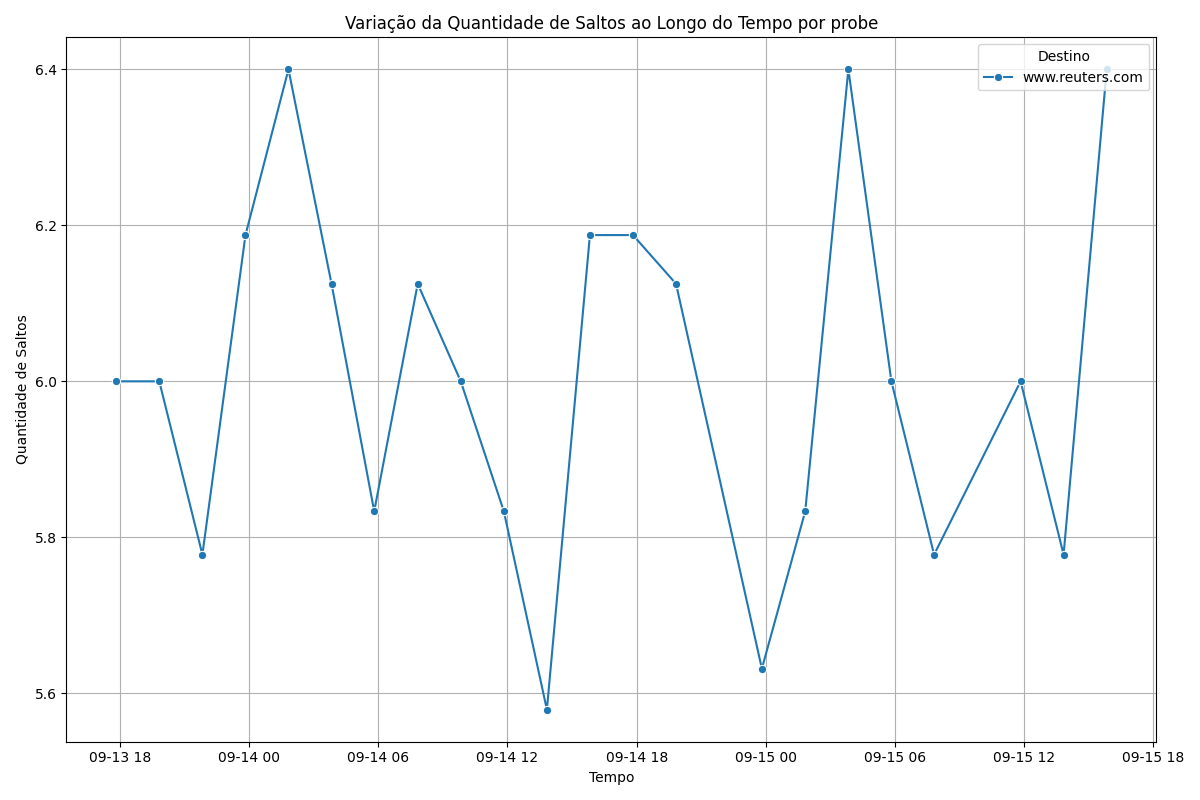 Variação da Quantidade de Saltos ao Longo do Tempo por probe
Destino
www.reuters.com
Quantidade de Saltos
6.4
6.2
6.0
5.8
5.6
09-13 18 09-14 00 09-14 06 09-14 12 09-14 18 09-15 00 09-15 06 09-15 12 09-15 18
Tempo